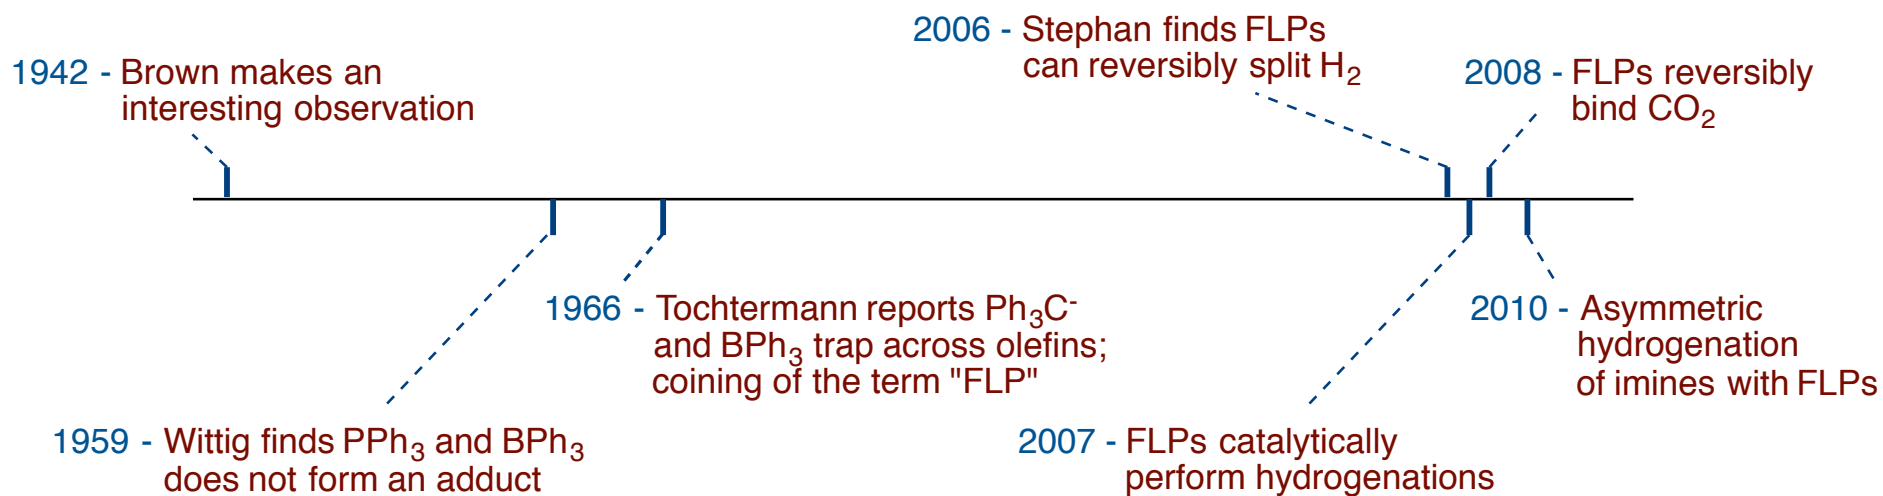 1942 - Brown makes an
interesting observation
2006 - Stephan finds FLPs
can reversibly split H₂
2008 - FLPs reversibly
bind CO₂
1959 - Wittig finds PPh₃ and BPh₃
does not form an adduct
1966 - Tochtermann reports Ph₃C⁻
and BPh₃ trap across olefins;
coining of the term "FLP"
2007 - FLPs catalytically
perform hydrogenations
2010 - Asymmetric
hydrogenation
of imines with FLPs